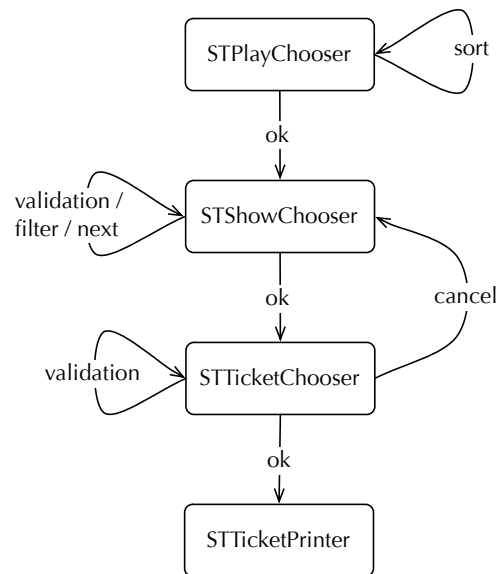 STPlayChooser
sort
ok
validation /
filter / next
STShowChooser
ok
cancel
validation
STTicketChooser
ok
STTicketPrinter